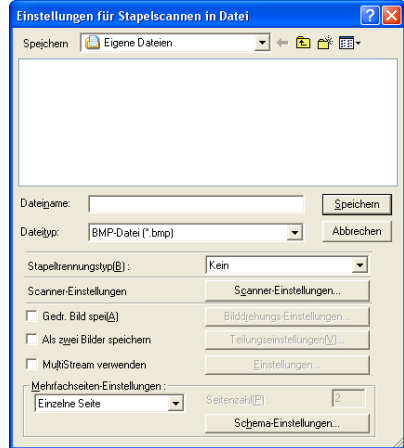 Einstellungen für Stapelscannen in Datei
Speichern Eigene Dateien
Dateiname: Speichern
Dateityp: BMP-Datei (*.bmp) Abbrechen
Stapeltrennungstyp(B) : Kein
Scanner-Einstellungen Scanner-Einstellungen...
Gedr. Bild spei(A) Bilddrehungs-Einstellungen...
Als zwei Bilder speichern Teilungseinstellungen(V)...
MultiStream verwenden Einstellungen...
Mehrfachseiten-Einstellungen :
Einzelne Seite Seitenzahl(P) : 2
Schema-Einstellungen...